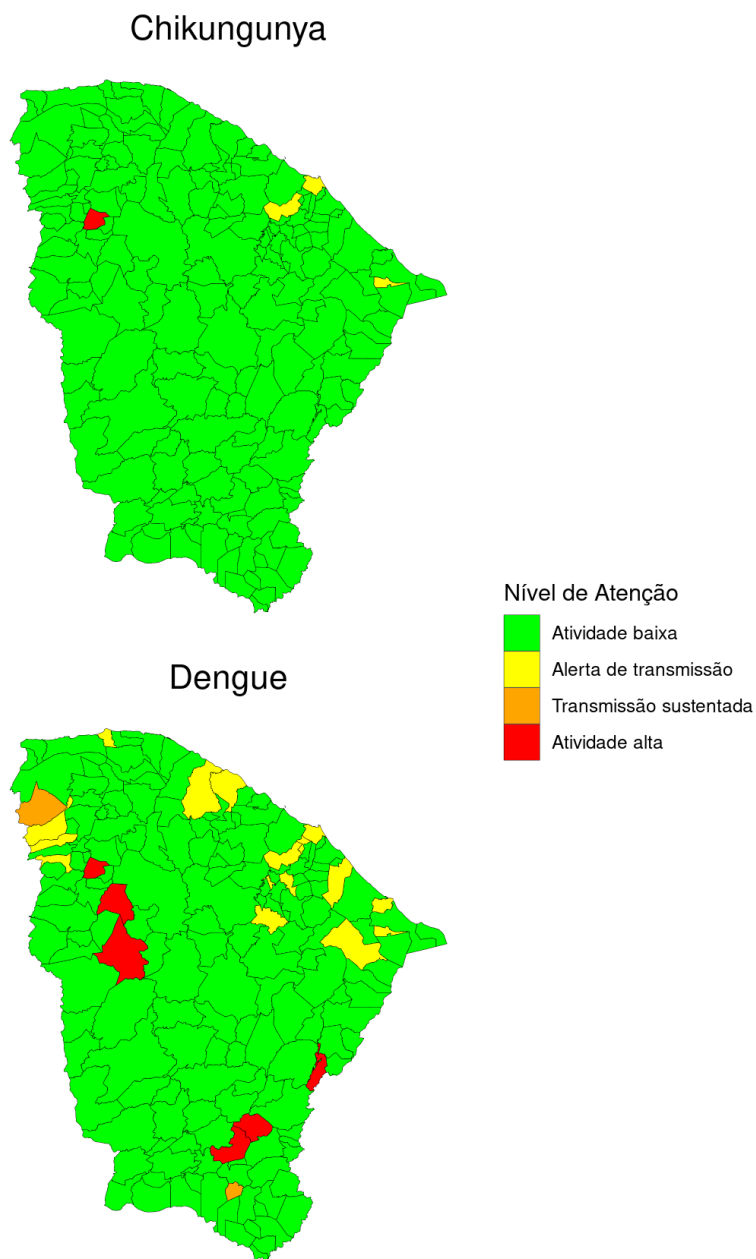 Chikungunya
Nível de Atenção
Atividade baixa
Alerta de transmissão
Transmissão sustentada
Atividade alta
Dengue